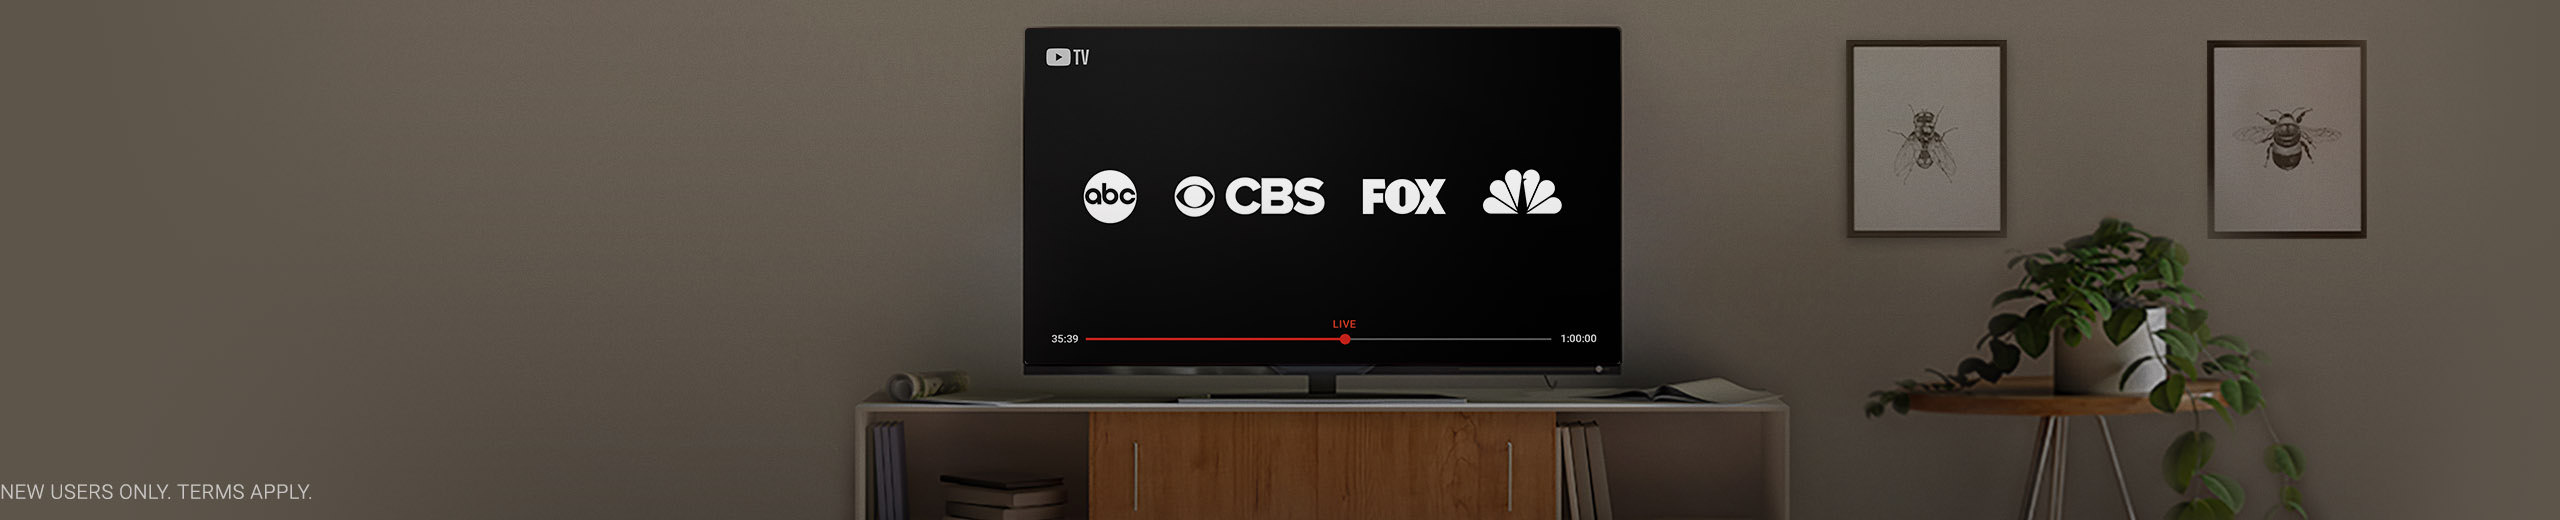 TV
abc CBS FOX
LIVE
35:39 1:00:00
NEW USERS ONLY. TERMS APPLY.